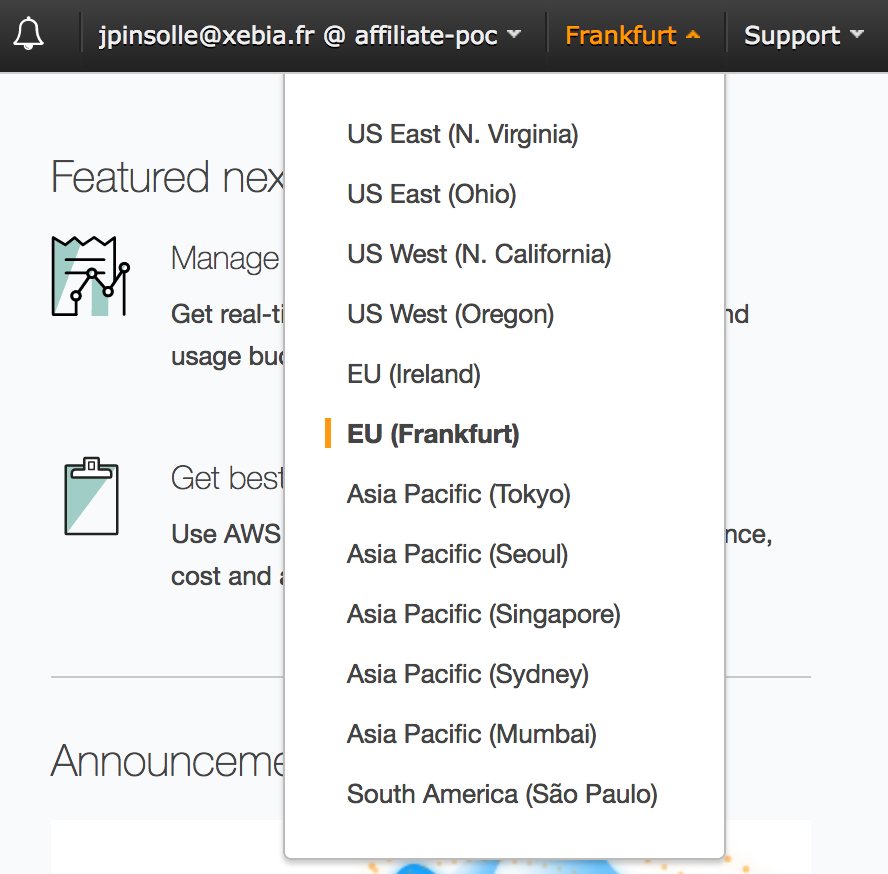 jpinsolle@xebia.fr @ affiliate-poc Frankfurt Support
Featured nex
Manage
Get real-ti nd
usage bud
Get best
Use AWS nce,
cost and a
Announceme
US East (N. Virginia)
US East (Ohio)
US West (N. California)
US West (Oregon)
EU (Ireland)
EU (Frankfurt)
Asia Pacific (Tokyo)
Asia Pacific (Seoul)
Asia Pacific (Singapore)
Asia Pacific (Sydney)
Asia Pacific (Mumbai)
South America (São Paulo)